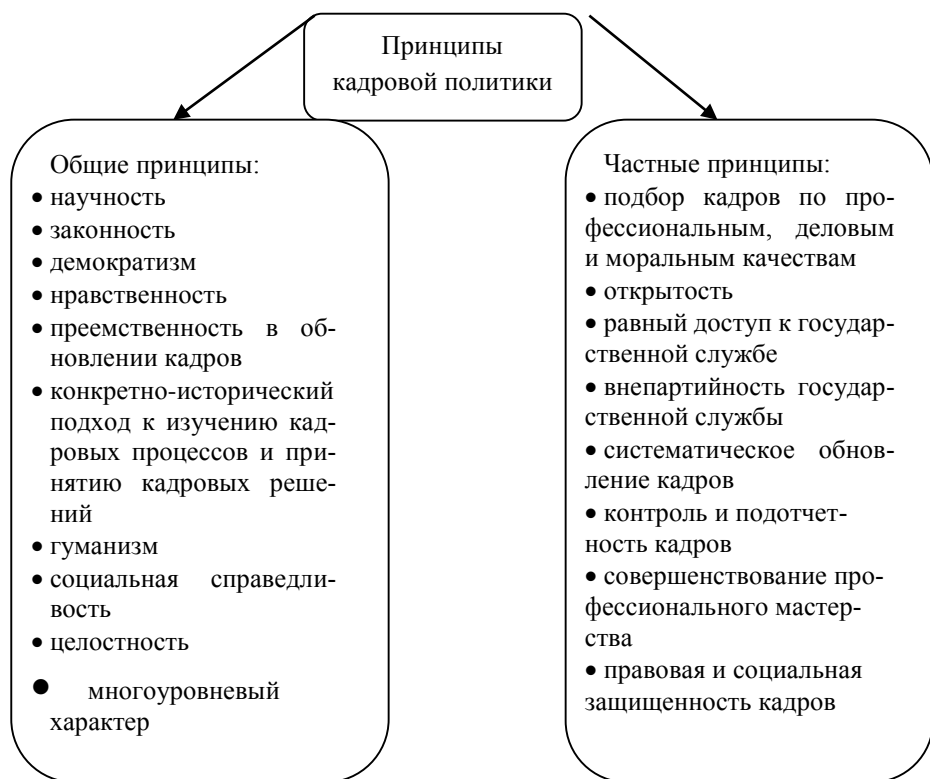 Принципы
кадровой политики
Общие принципы:
• научность
• законность
• демократизм
• нравственность
• преемственность в об-
новлении кадров
• конкретно-исторический
подход к изучению кад-
ровых процессов и при-
нятию кадровых реше-
ний
• гуманизм
• социальная справедли-
вость
• целостность
• многоуровневый
характер
Частные принципы:
• подбор кадров по про-
фессиональным, деловым
и моральным качествам
• открытость
• равный доступ к государ-
ственной службе
• внепартийность государ-
ственной службы
• систематическое обнов-
ление кадров
• контроль и подотчет-
ность кадров
• совершенствование про-
фессионального мастер-
ства
• правовая и социальная
защищенность кадров